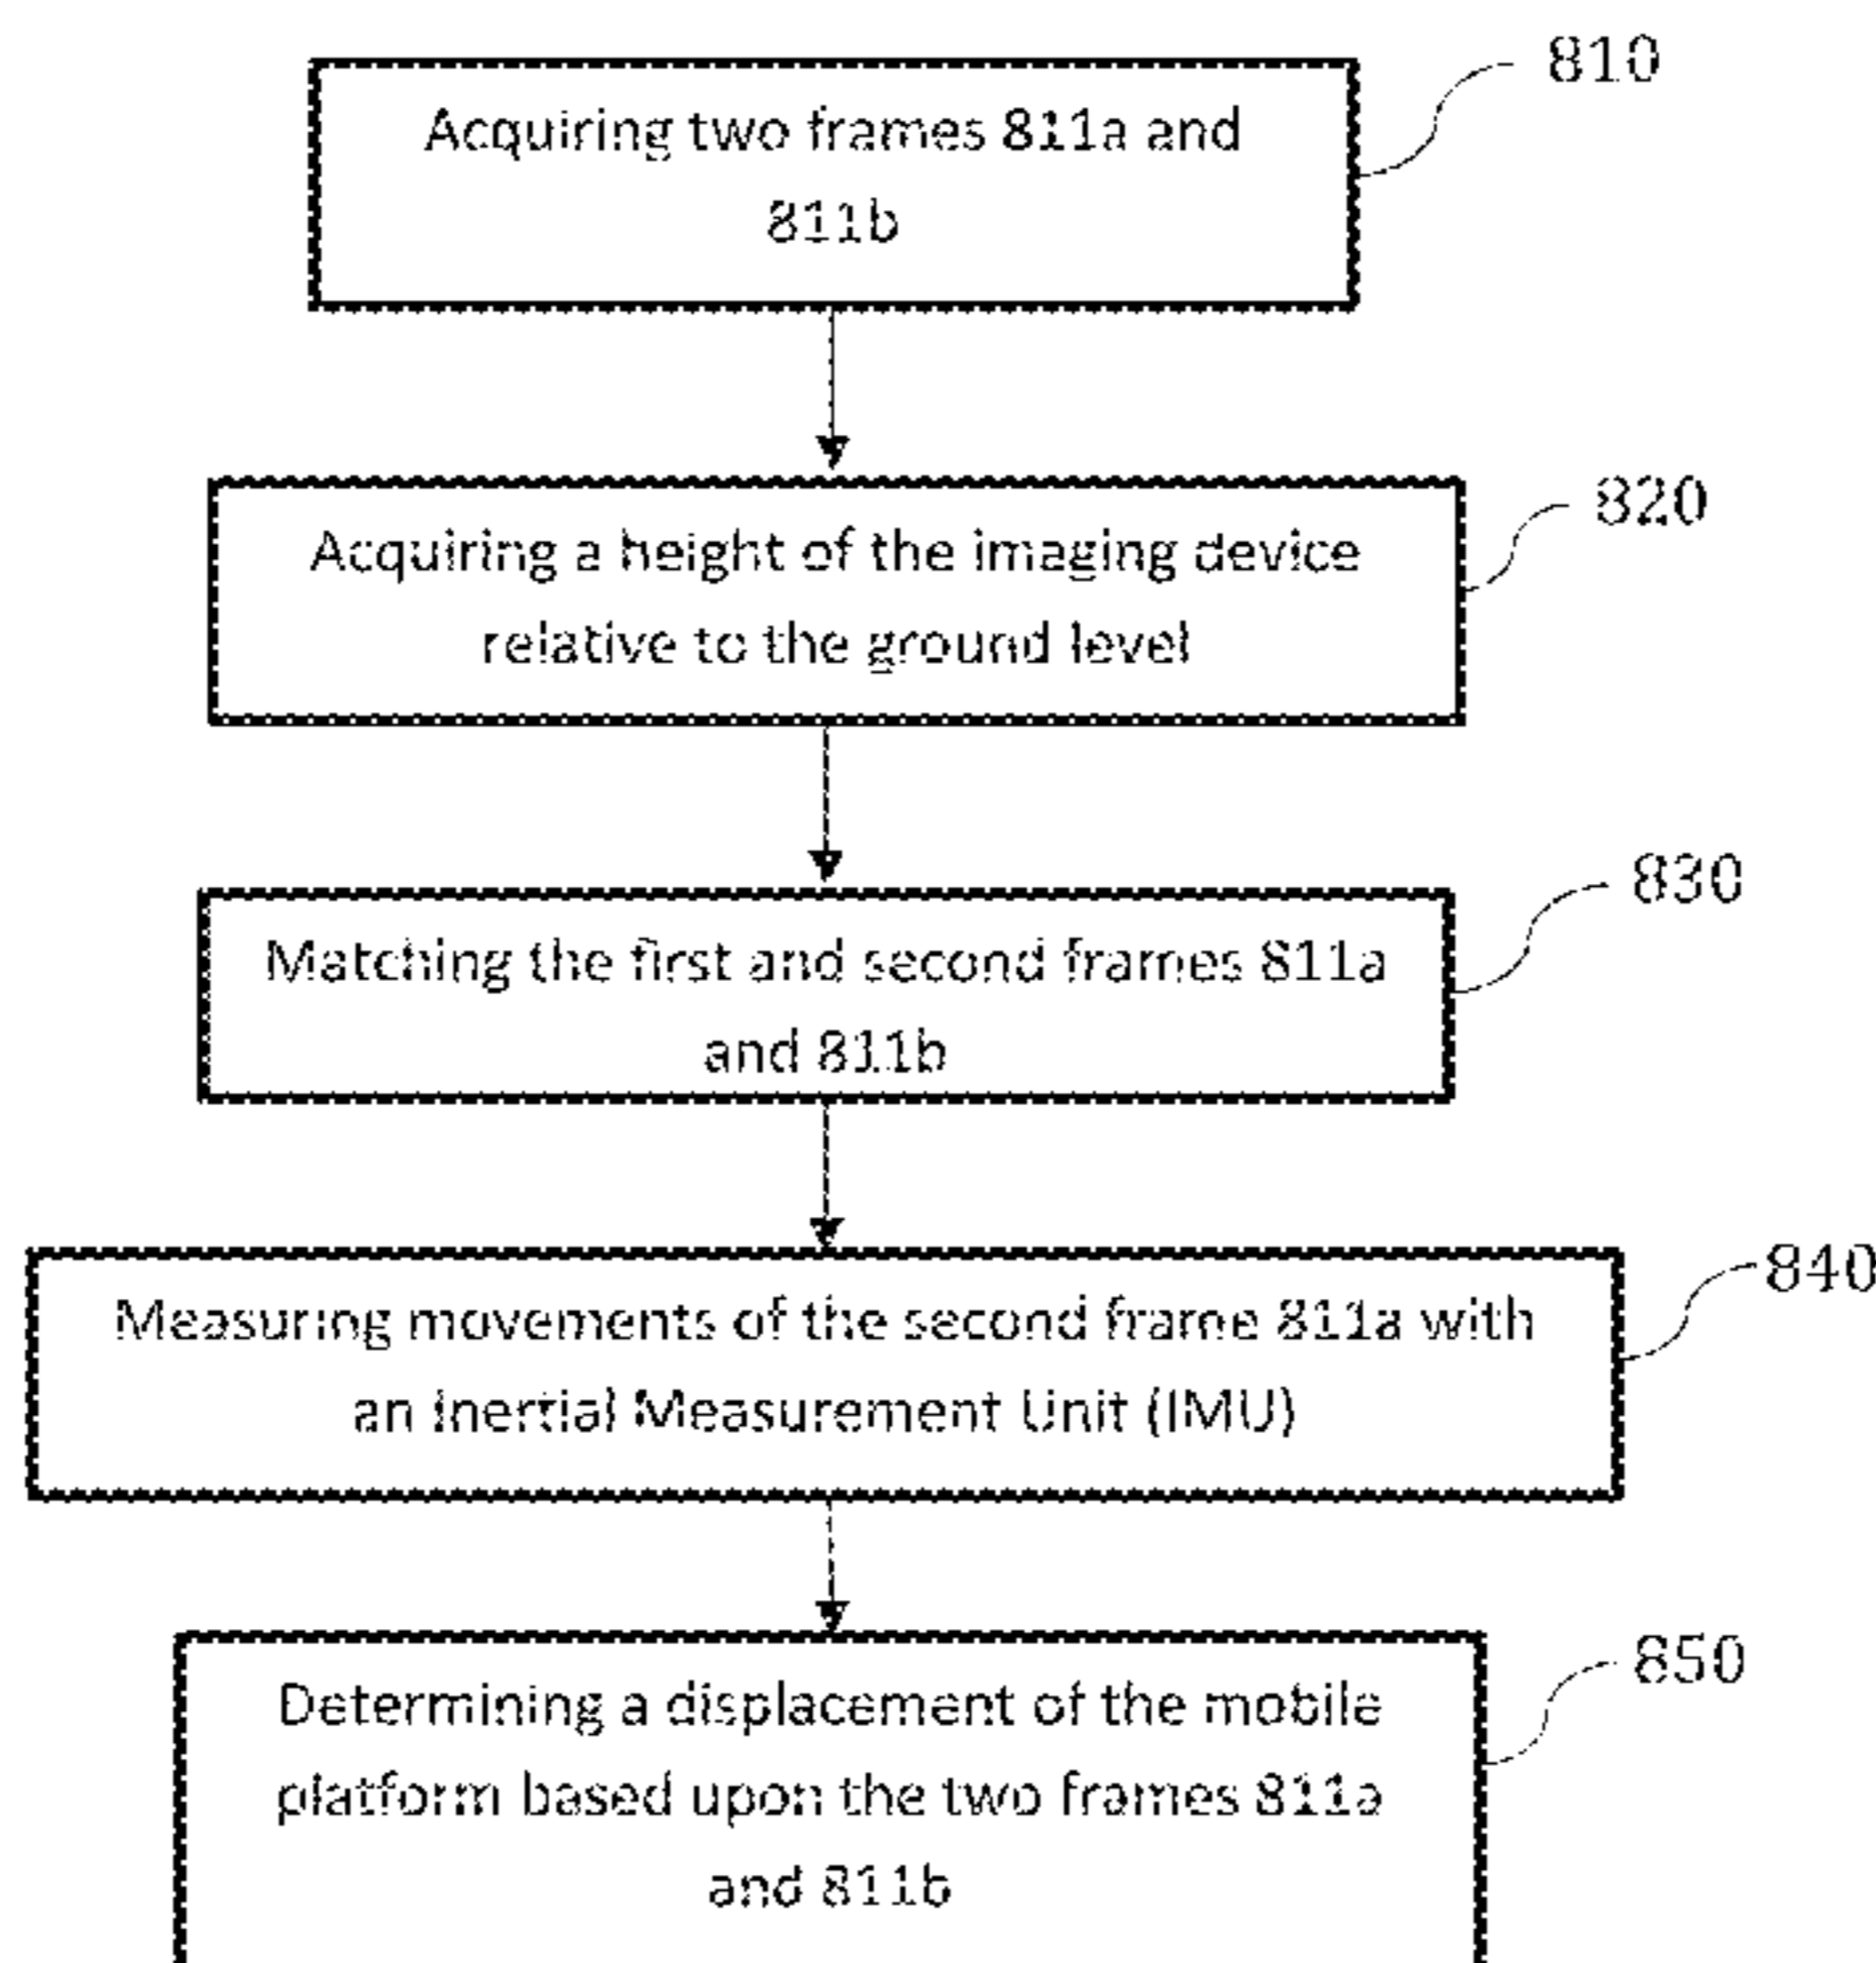 810
Acquiring two frames 811a and
811b
820
Acquiring a height of the imaging device
relative to the ground level
830
Matching the first and second frames 811a
and 811b
840
Measuring movements of the second frame 811a with
an Inertial Measurement Unit (IMU)
850
Determining a displacement of the mobile
platform based upon the two frames 811a
and 811b